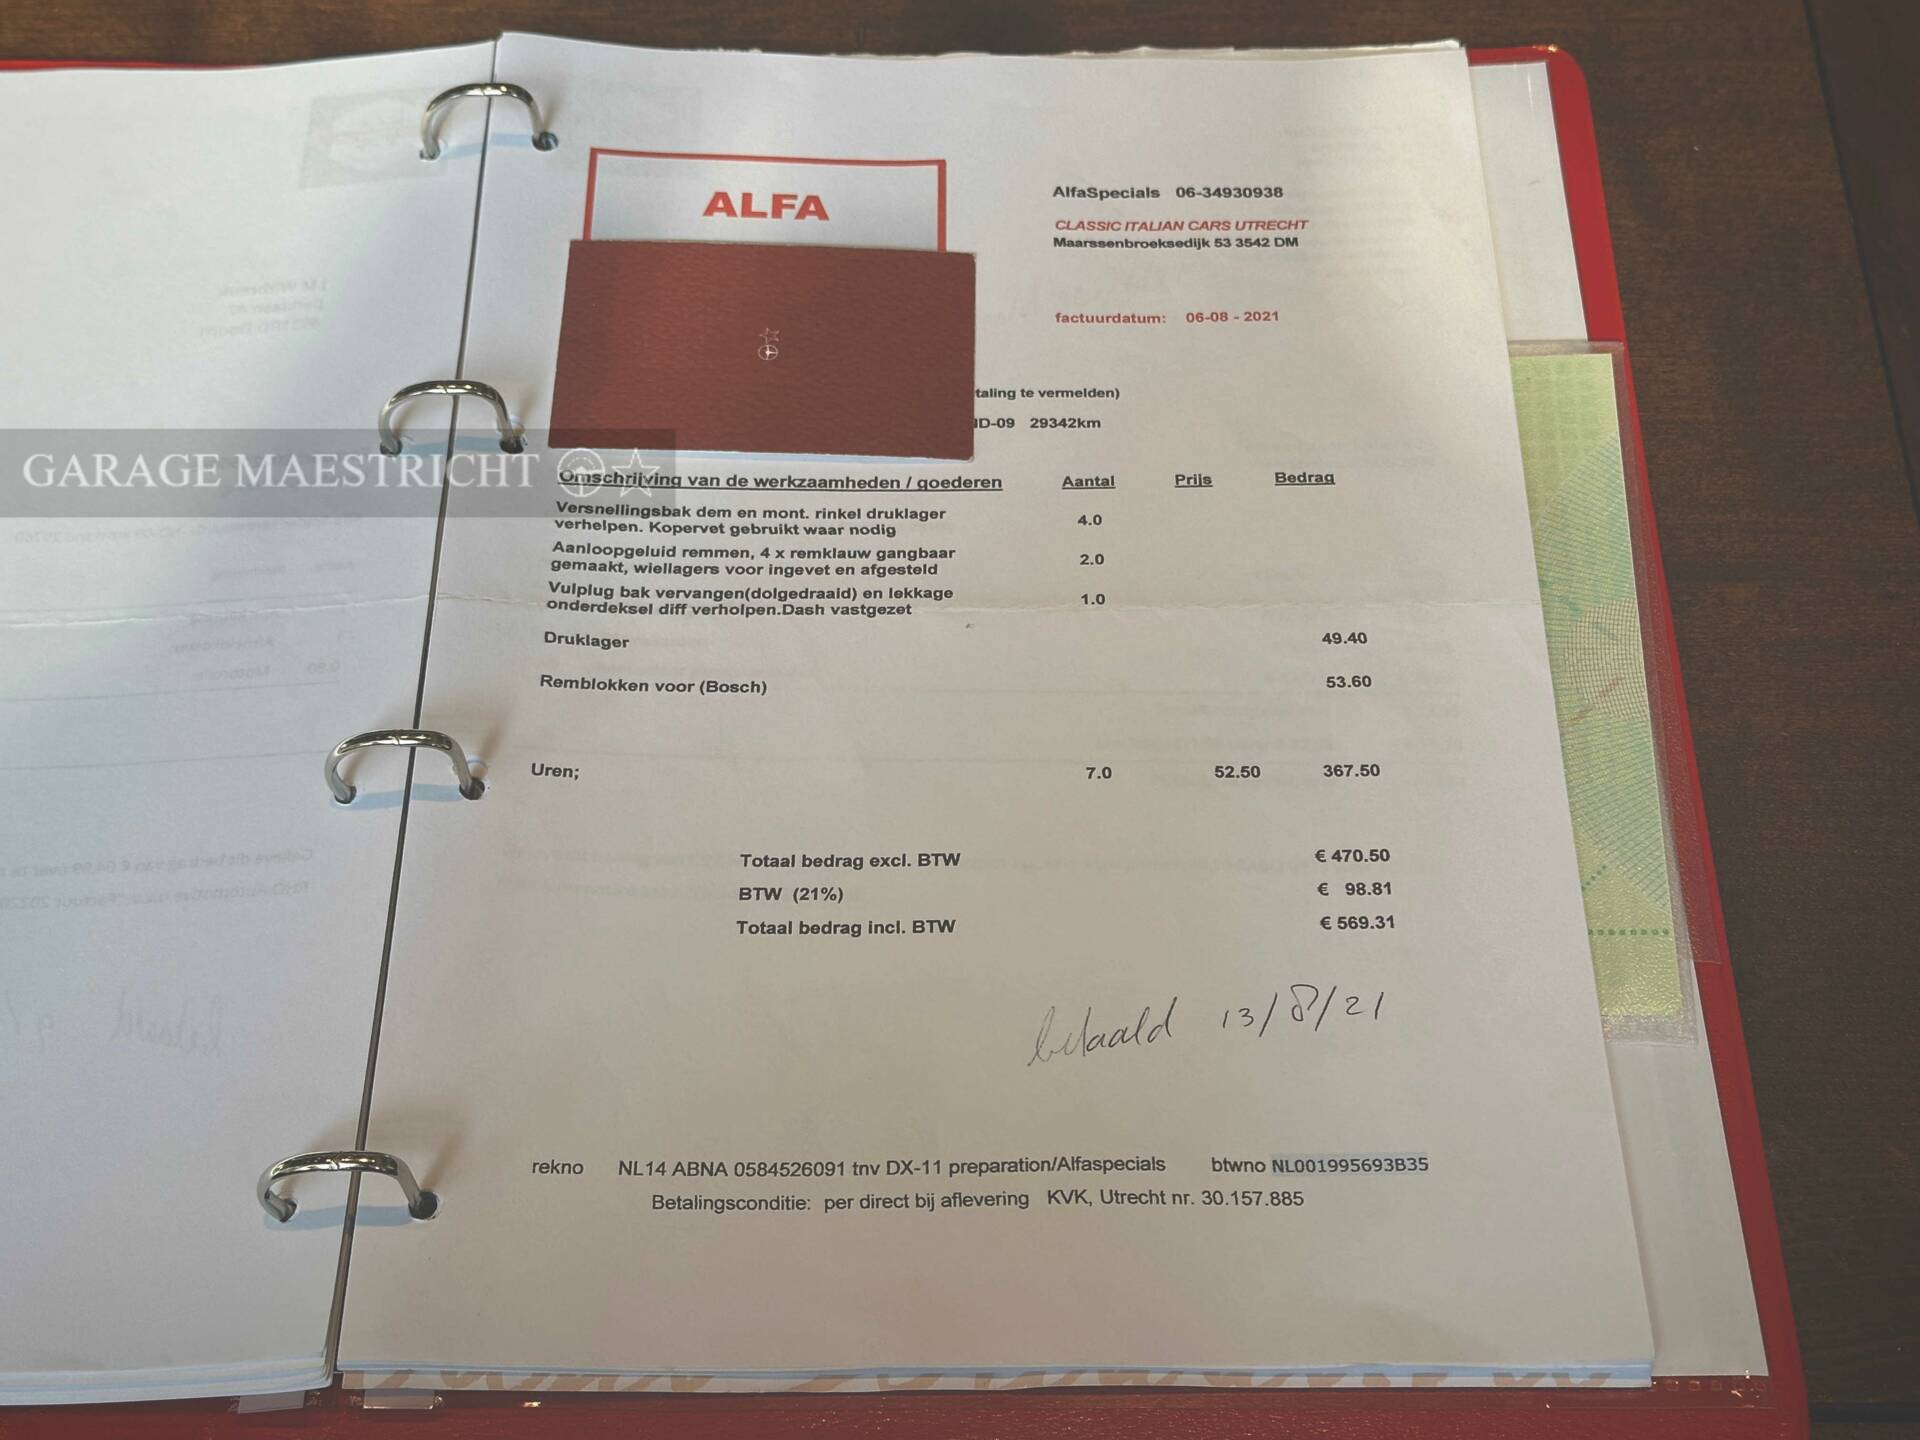 ALFA
AlfaSpecials 06-34930938
CLASSIC ITALIAN CARS UTRECHT
Maarssenbroeksedijk 53 3542 DM
factuurdatum: 06-08 - 2021
taling te vermelden)
D-09 29342km
GARAGE MAESTRICHT
Omschrijving van de werkzaamheden / goederen Aantal Prijs Bedrag
Versnellingsbak dem en mont. rinkel druklager
verhelpen. Kopervet gebruikt waar nodig 4.0
Aanloopgeluid remmen, 4 x remklauw gangbaar
gemaakt, wiellagers voor ingevet en afgesteld 2.0
Vulplug bak vervangen(dolgedraaid) en lekkage
onderdeksel diff verholpen.Dash vastgezet 1.0
Druklager 49.40
Remblokken voor (Bosch) 53.60
Uren; 7.0 52.50 367.50
Totaal bedrag excl. BTW € 470.50
BTW (21%) € 98.81
Totaal bedrag incl. BTW € 569.31
betaald 13/8/21
rekno NL14 ABNA 0584526091 tnv DX-11 preparation/Alfaspecials btwno NL001995693B35
Betalingsconditie: per direct bij aflevering KVK, Utrecht nr. 30.157.885